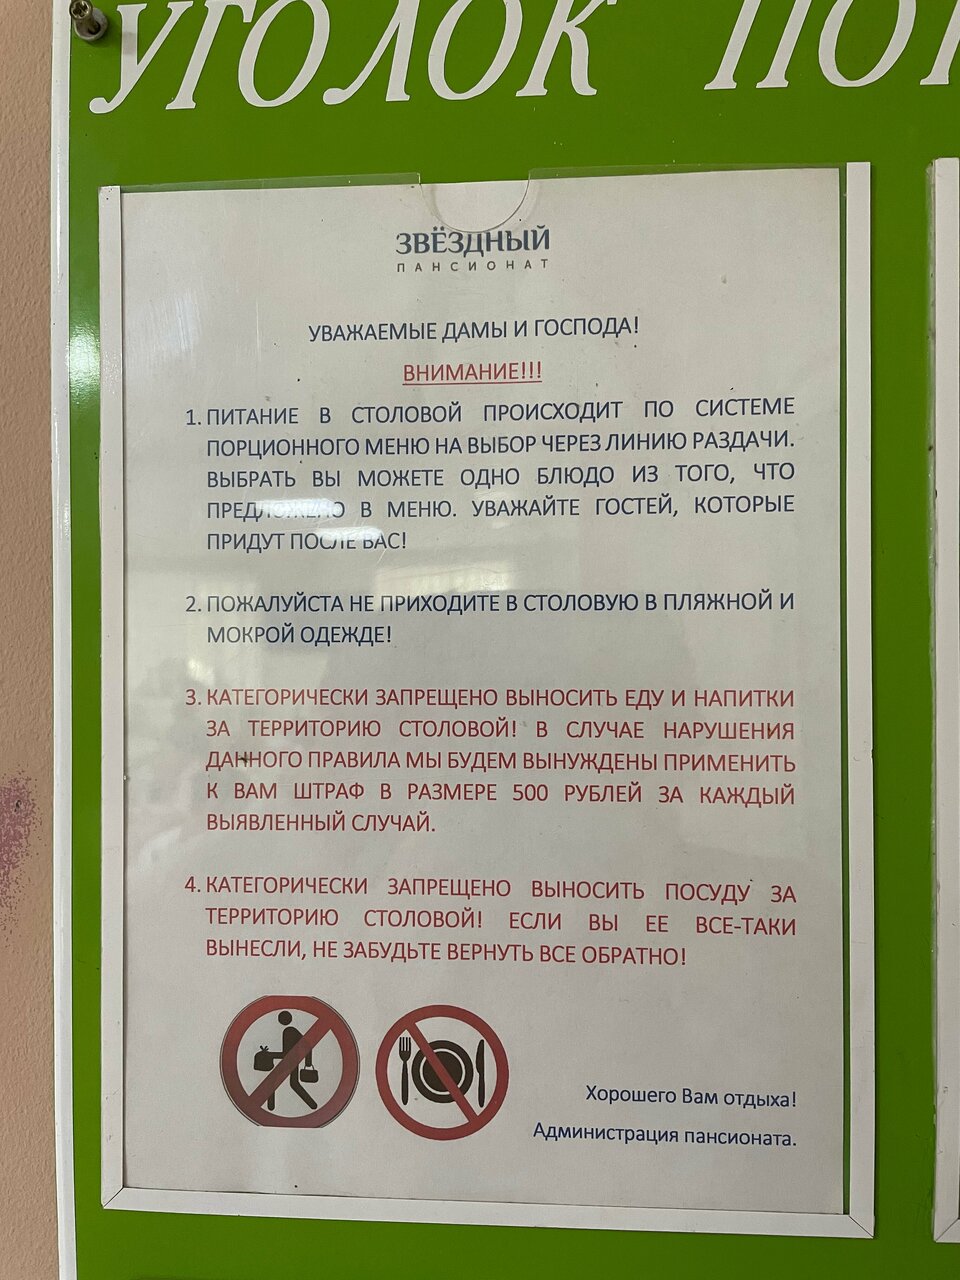 УГОЛОК ПО
ЗВЁЗДНЫЙ
ПАНСИОНАТ
УВАЖАЕМЫЕ ДАМЫ И ГОСПОДА!
ВНИМАНИЕ!!!
1. ПИТАНИЕ В СТОЛОВОЙ ПРОИСХОДИТ ПО СИСТЕМЕ
ПОРЦИОННОГО МЕНЮ НА ВЫБОР ЧЕРЕЗ ЛИНИЮ РАЗДАЧИ.
ВЫБРАТЬ ВЫ МОЖЕТЕ ОДНО БЛЮДО ИЗ ТОГО, ЧТО
ПРЕДЛОЖЕНО В МЕНЮ. УВАЖАЙТЕ ГОСТЕЙ, КОТОРЫЕ
ПРИДУТ ПОСЛЕ ВАС!
2. ПОЖАЛУЙСТА НЕ ПРИХОДИТЕ В СТОЛОВУЮ В ПЛЯЖНОЙ И
МОКРОЙ ОДЕЖДЕ!
3. КАТЕГОРИЧЕСКИ ЗАПРЕЩЕНО ВЫНОСИТЬ ЕДУ И НАПИТКИ
ЗА ТЕРРИТОРИЮ СТОЛОВОЙ! В СЛУЧАЕ НАРУШЕНИЯ
ДАННОГО ПРАВИЛА МЫ БУДЕМ ВЫНУЖДЕНЫ ПРИМЕНИТЬ
К ВАМ ШТРАФ В РАЗМЕРЕ 500 РУБЛЕЙ ЗА КАЖДЫЙ
ВЫЯВЛЕННЫЙ СЛУЧАЙ.
4. КАТЕГОРИЧЕСКИ ЗАПРЕЩЕНО ВЫНОСИТЬ ПОСУДУ ЗА
ТЕРРИТОРИЮ СТОЛОВОЙ! ЕСЛИ ВЫ ЕЕ ВСЕ-ТАКИ
ВЫНЕСЛИ, НЕ ЗАБУДЬТЕ ВЕРНУТЬ ВСЕ ОБРАТНО!
Хорошего Вам отдыха!
Администрация пансионата.